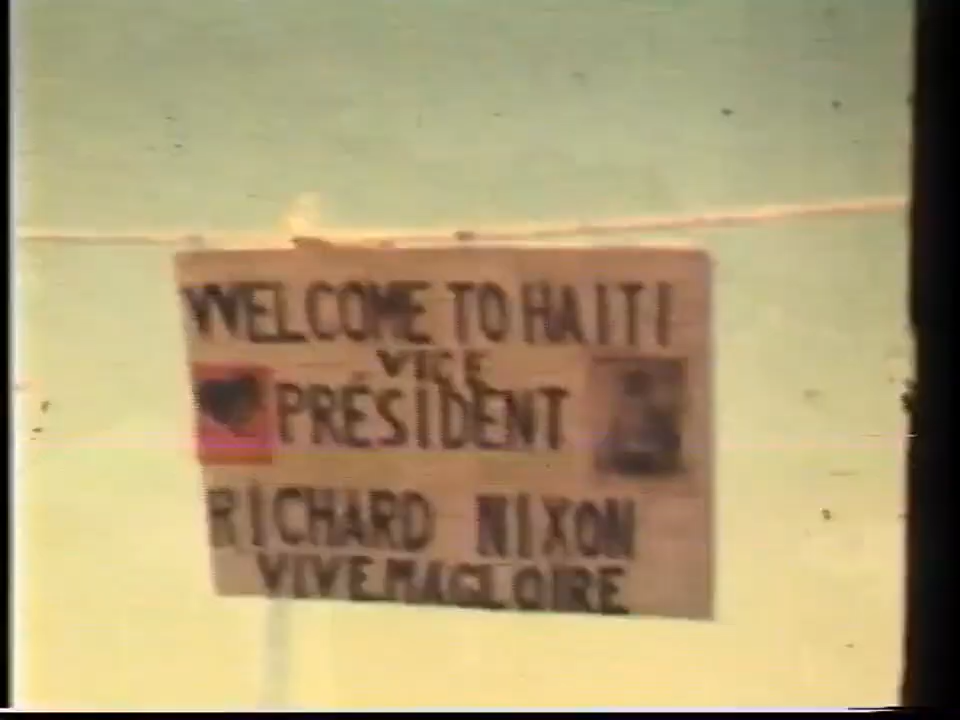 WELCOME TO HAITI
VICE
PRÉSIDENT
RICHARD NIXON
VIVE MAGLOIRE